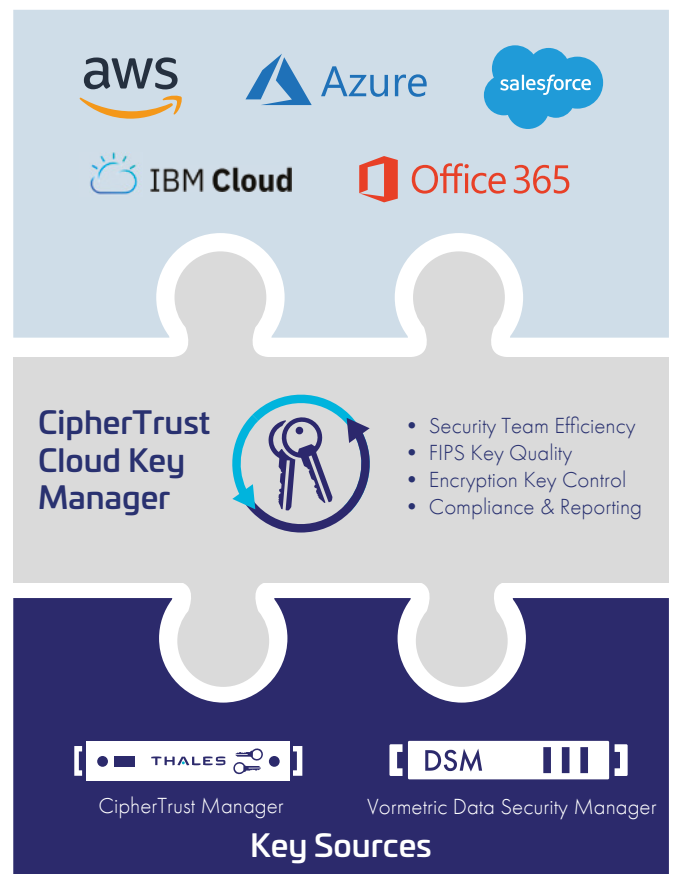 aws
Azure
salesforce
IBM Cloud
Office 365
CipherTrust
Cloud Key
Manager
• Security Team Efficiency
• FIPS Key Quality
• Encryption Key Control
• Compliance & Reporting
THALES
DSM
CipherTrust Manager
Vormetric Data Security Manager
Key Sources